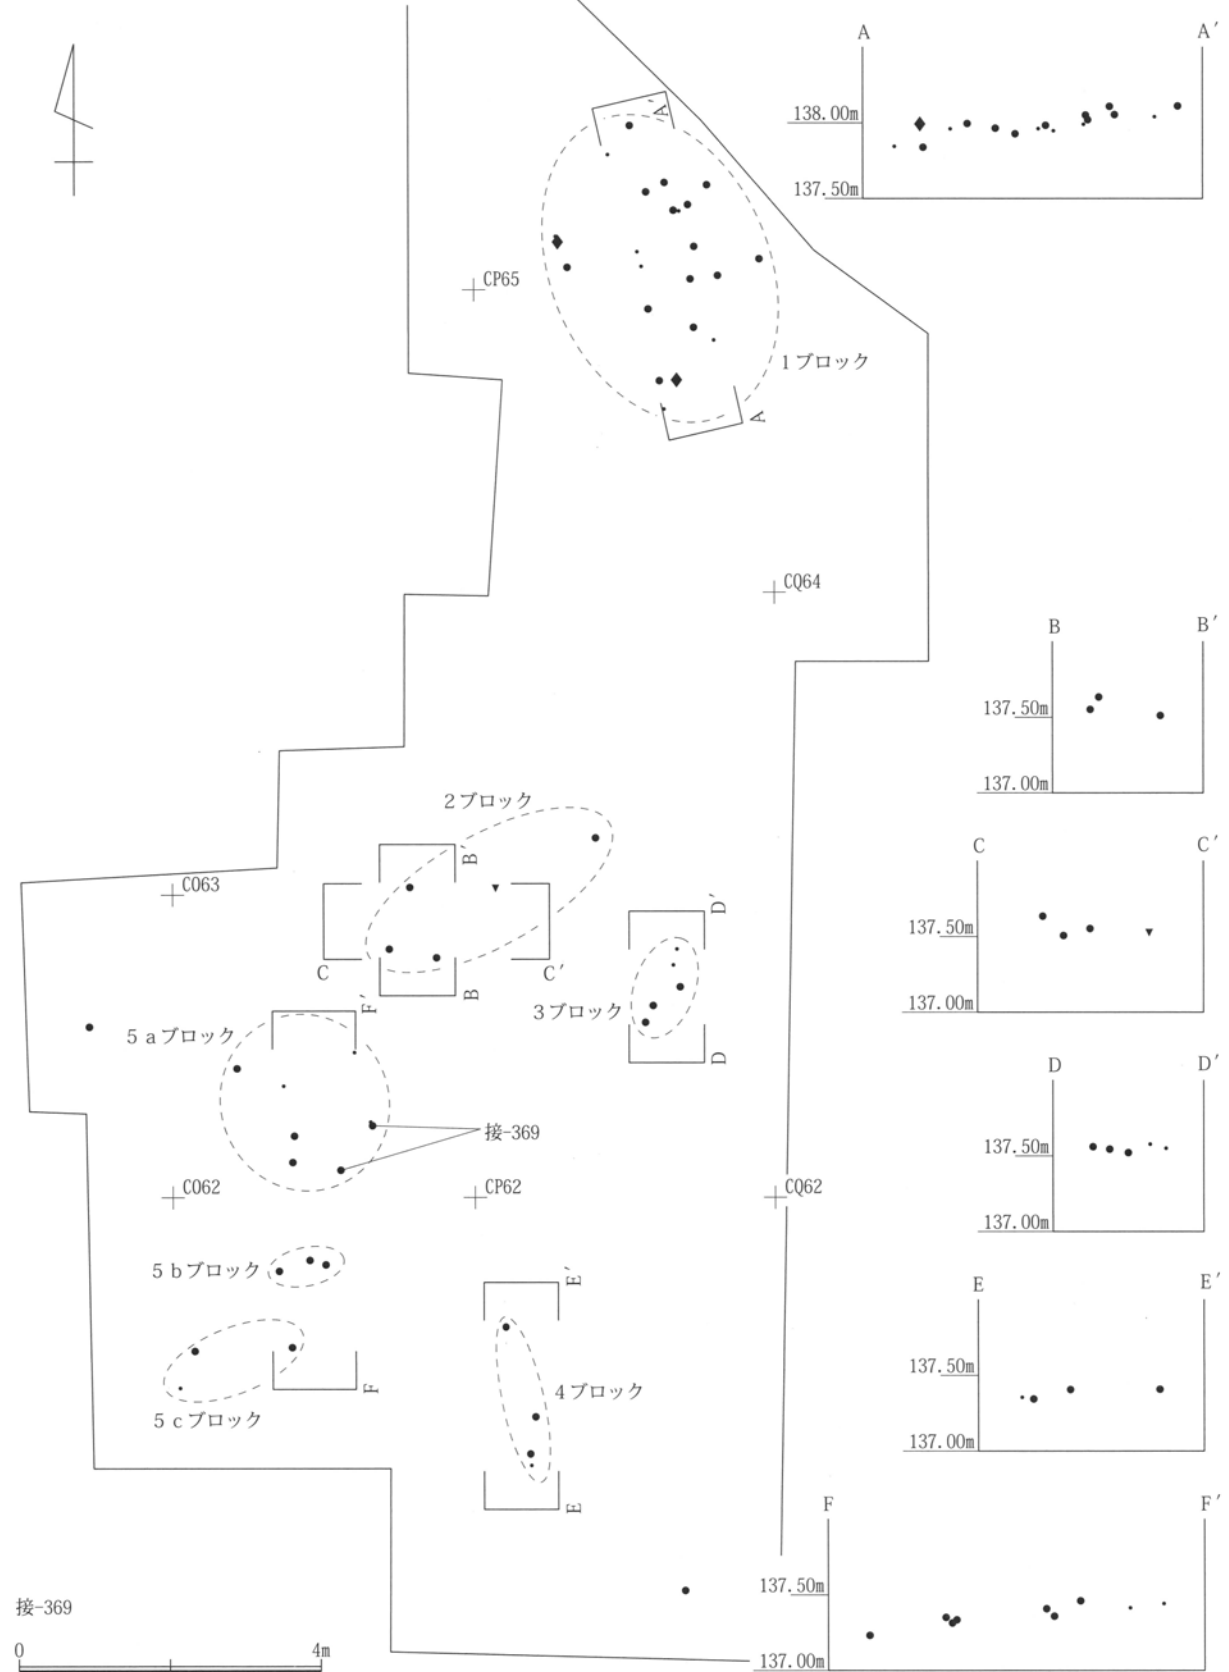 A A′
138.00m
137.50m
A′
CP65
1ブロック
A
CQ64
B B′
137.50m
137.00m
2ブロック
B′
CO63
C C′
B
C C′
137.50m
137.00m
D′
3ブロック
D
F′
5aブロック
接-369
D D′
137.50m
137.00m
CO62
CP62
CQ62
5bブロック
E′
E E′
137.50m
137.00m
F
4ブロック
5cブロック
E
F F′
137.50m
137.00m
接-369
0 4m